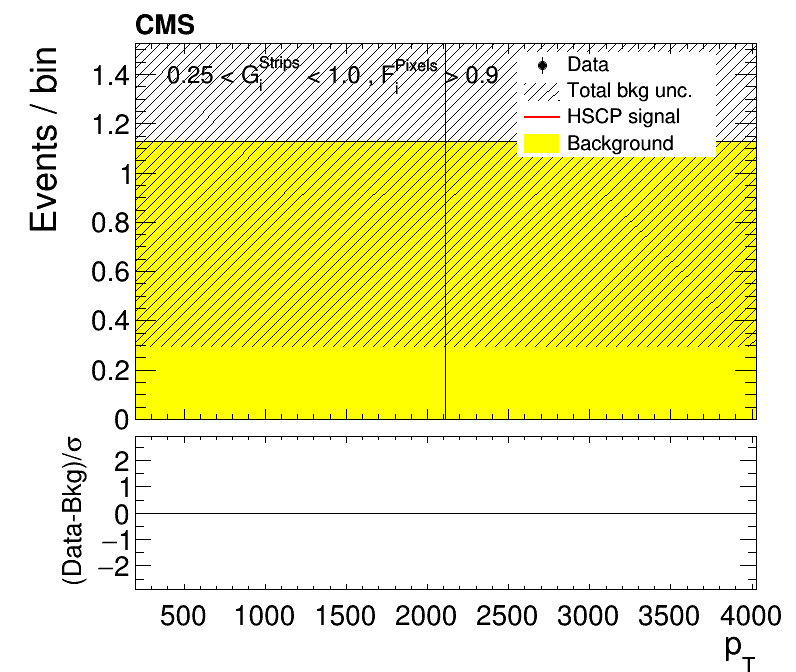 CMS
Events / bin
0.25 < G_i^Strips < 1.0 , F_i^Pixels > 0.9
Data
Total bkg unc.
HSCP signal
Background
1.4
1.2
1
0.8
0.6
0.4
0.2
0
(Data-Bkg)/σ
2
1
0
−1
−2
500 1000 1500 2000 2500 3000 3500 4000
p_T